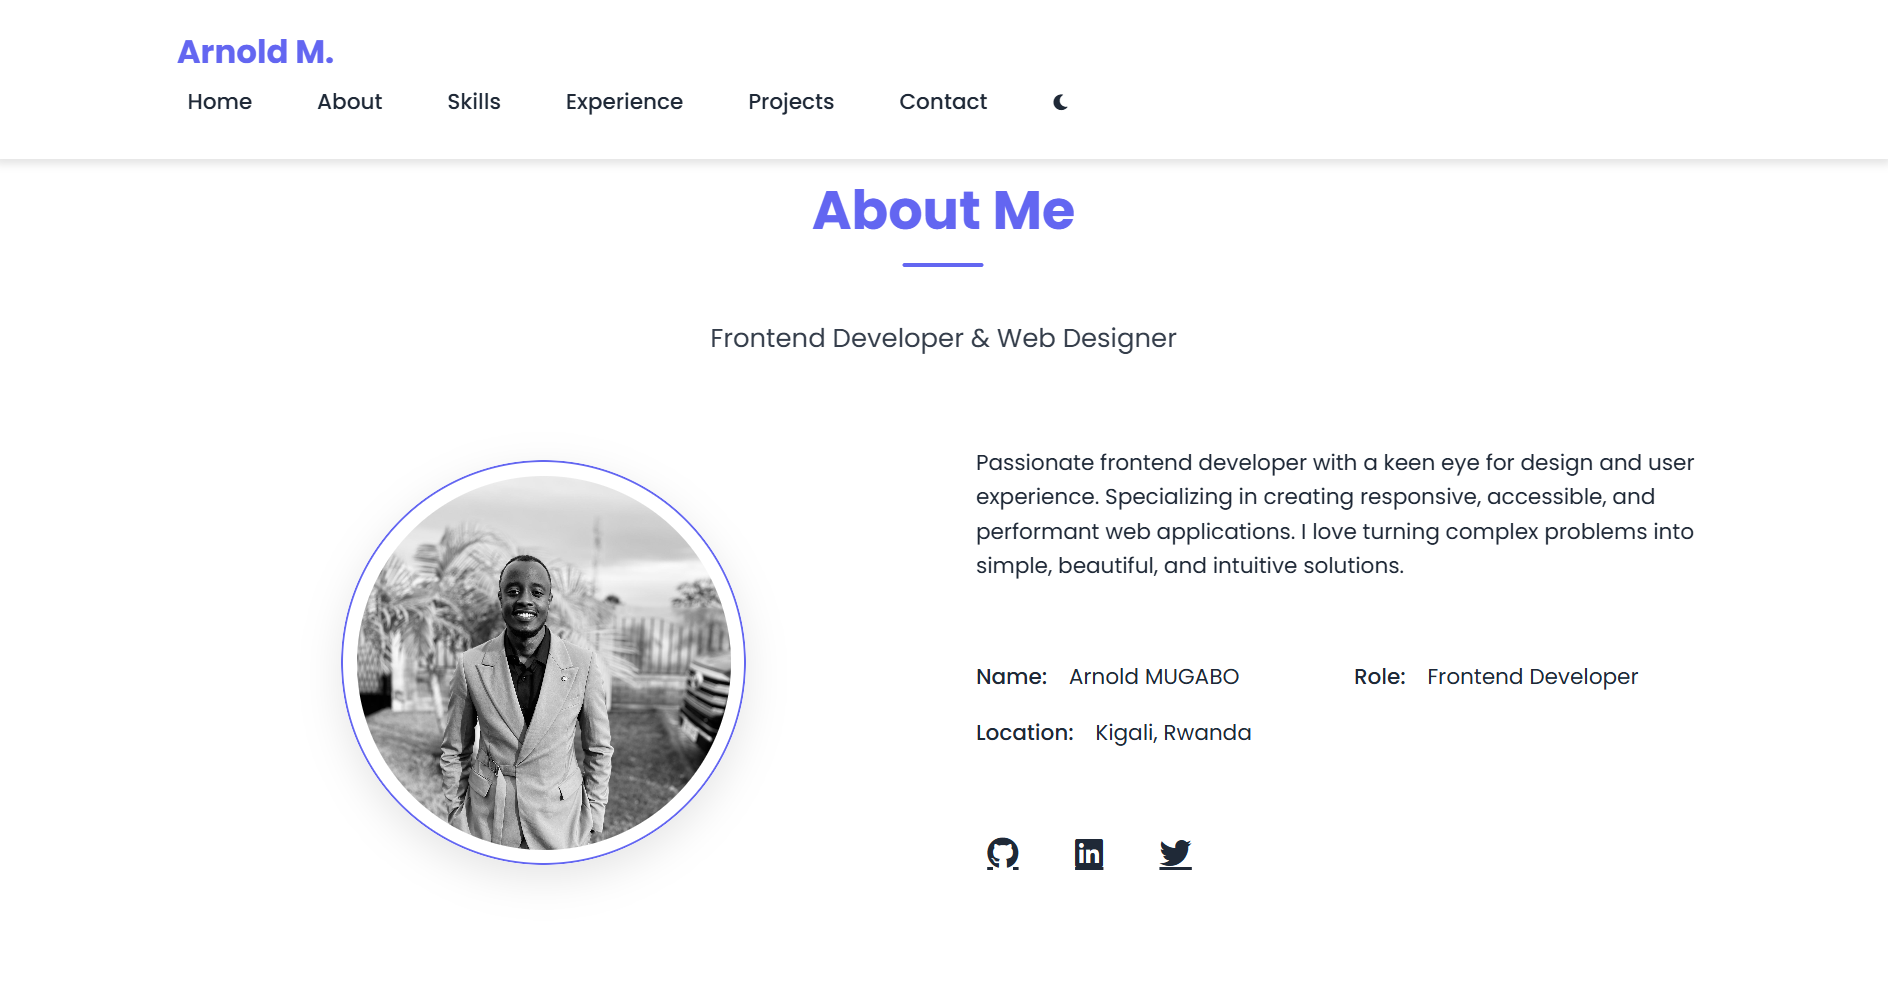 Arnold M.
Home About Skills Experience Projects Contact
About Me
Frontend Developer & Web Designer
Passionate frontend developer with a keen eye for design and user
experience. Specializing in creating responsive, accessible, and
performant web applications. I love turning complex problems into
simple, beautiful, and intuitive solutions.
Name: Arnold MUGABO Role: Frontend Developer
Location: Kigali, Rwanda
in